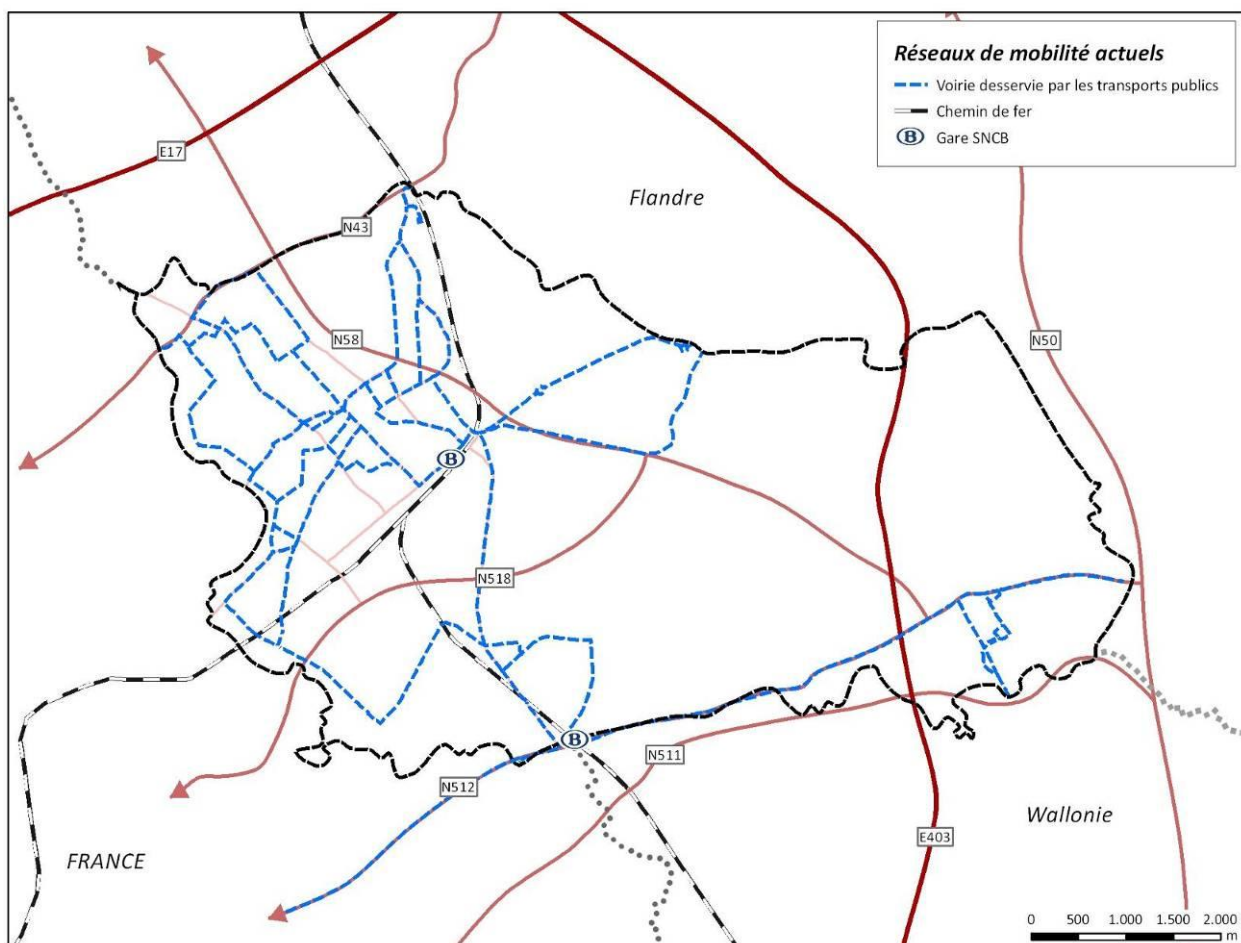 Réseaux de mobilité actuels
Voirie desservie par les transports publics
Chemin de fer
B Gare SNCB
E17
Flandre
N43
N58
N50
B
N518
B
N511
N512
Wallonie
E403
FRANCE
0 500 1.000 1.500 2.000
m